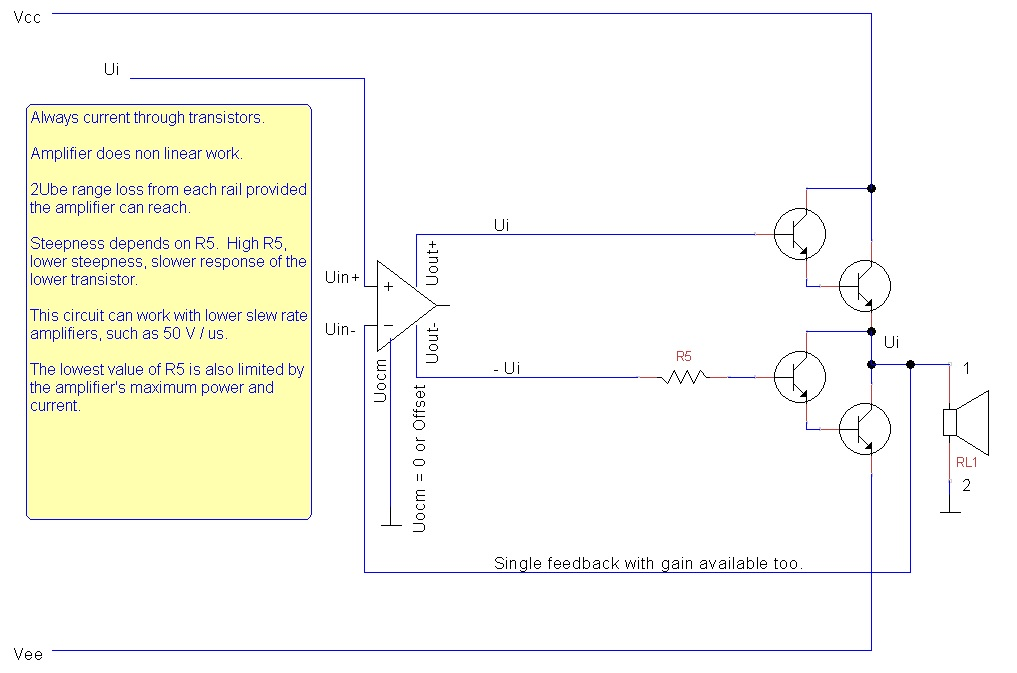 Vcc
Ui
Always current through transistors.
Amplifier does non linear work.
2Ube range loss from each rail provided
the amplifier can reach.
Steepness depends on R5.  High R5,
lower steepness, slower response of the
lower transistor.
This circuit can work with lower slew rate
amplifiers, such as 50 V / us.
The lowest value of R5 is also limited by
the amplifier's maximum power and
current.
Ui
Uout+
Uin+
+
Uin-
−
Uout-
Ui
R5
- Ui
Uocm
Uocm = 0 or Offset
1
RL1
2
Single feedback with gain available too.
Vee